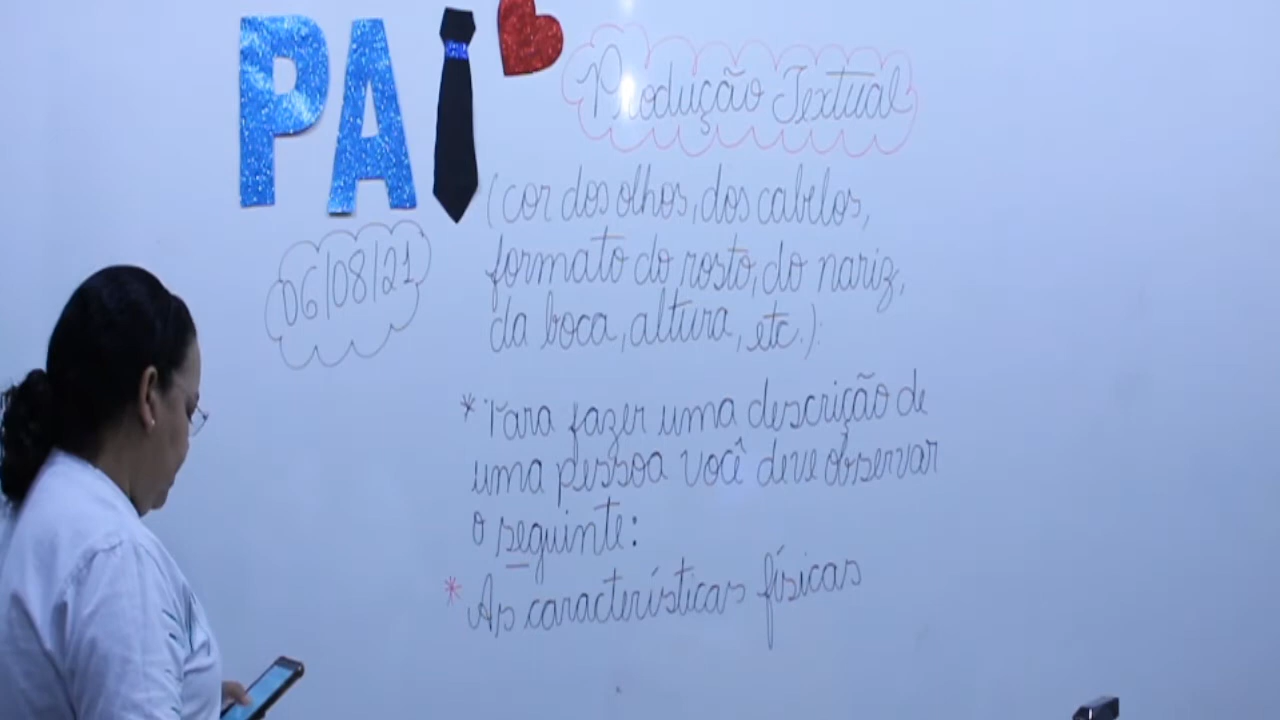 PAI
Produção Textual
(cor dos olhos, dos cabelos,
formato do rosto, do nariz,
da boca, altura, etc.).
06/08/21
* Para fazer uma descrição de
uma pessoa você deve observar
o seguinte:
* As características físicas